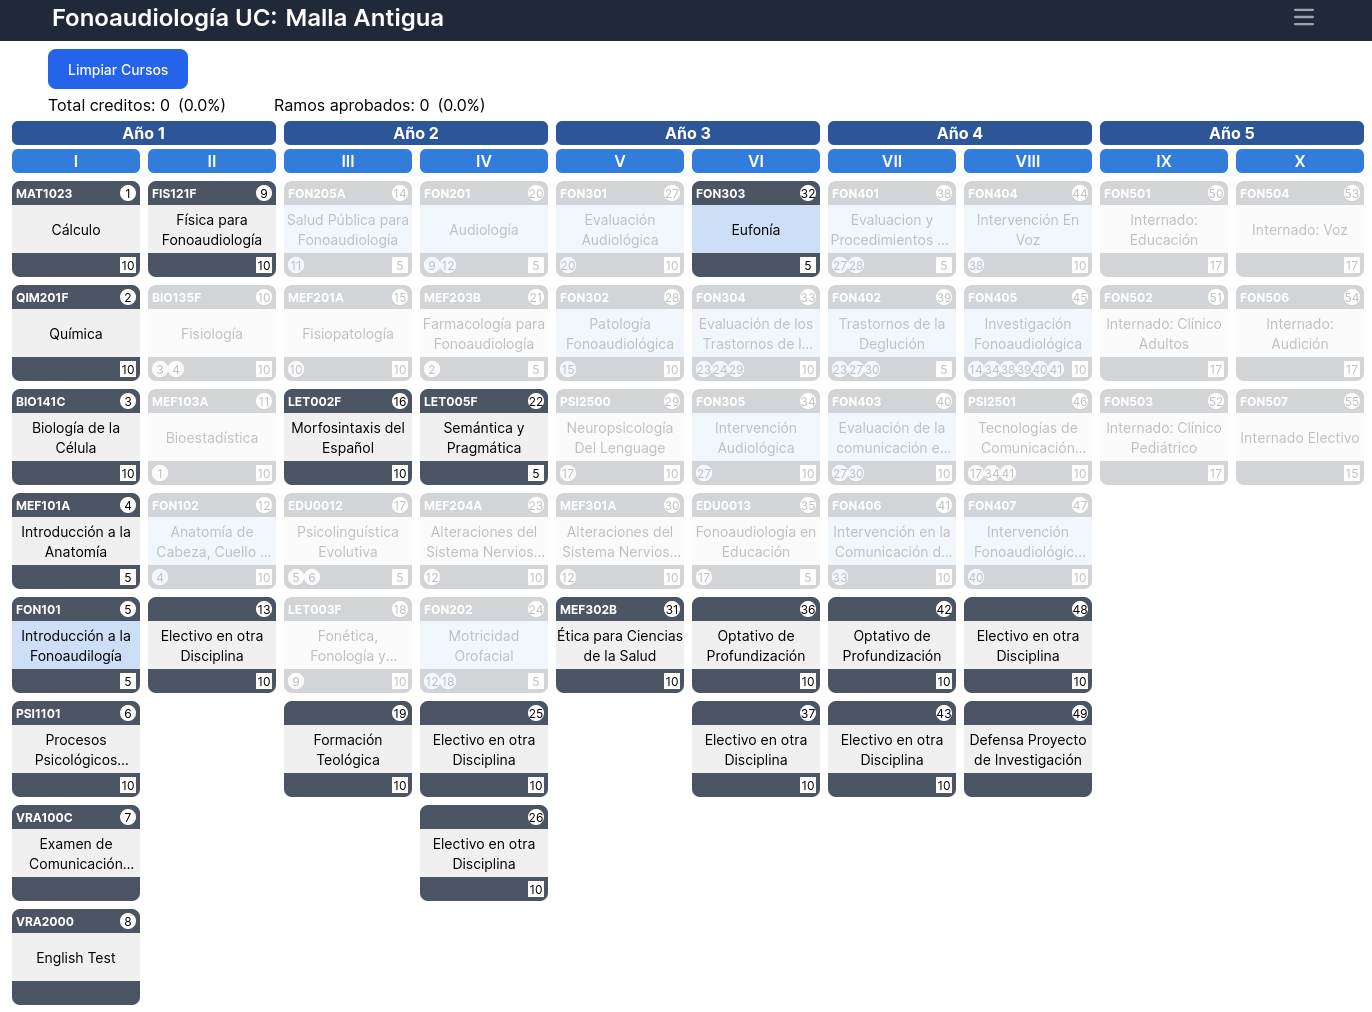 Fonoaudiología UC: Malla Antigua
Limpiar Cursos
Total creditos: 0 (0.0%) Ramos aprobados: 0 (0.0%)
Año 1
I
MAT1023 1
Cálculo
10
QIM201F 2
Química
10
BIO141C 3
Biología de la
Célula
10
MEF101A 4
Introducción a la
Anatomía
5
FON101 5
Introducción a la
Fonoaudilogía
5
PSI1101 6
Procesos
Psicológicos...
10
VRA100C 7
Examen de
Comunicación...
VRA2000 8
English Test
II
FIS121F 9
Física para
Fonoaudiología
10
BIO135F 10
Fisiología
3 4 10
MEF103A 11
Bioestadística
1 10
FON102 12
Anatomía de
Cabeza, Cuello ...
4 10
13
Electivo en otra
Disciplina
10
Año 2
III
FON205A 14
Salud Pública para
Fonoaudiología
11 5
MEF201A 15
Fisiopatología
10 10
LET002F 16
Morfosintaxis del
Español
10
EDU0012 17
Psicolinguística
Evolutiva
5 6 5
LET003F 18
Fonética,
Fonología y...
9 10
19
Formación
Teológica
10
IV
FON201 20
Audiología
9 12 5
MEF203B 21
Farmacología para
Fonoaudiología
2 5
LET005F 22
Semántica y
Pragmática
5
MEF204A 23
Alteraciones del
Sistema Nervios...
12 10
FON202 24
Motricidad
Orofacial
12 18 5
25
Electivo en otra
Disciplina
10
26
Electivo en otra
Disciplina
10
Año 3
V
FON301 27
Evaluación
Audiológica
20 10
FON302 28
Patología
Fonoaudiológica
15 10
PSI2500 29
Neuropsicología
Del Lenguage
17 10
MEF301A 30
Alteraciones del
Sistema Nervios...
12 10
MEF302B 31
Ética para Ciencias
de la Salud
10
VI
FON303 32
Eufonía
5
FON304 33
Evaluación de los
Trastornos de l...
23 24 29 10
FON305 34
Intervención
Audiológica
27 10
EDU0013 35
Fonoaudiología en
Educación
17 5
36
Optativo de
Profundización
10
37
Electivo en otra
Disciplina
10
Año 4
VII
FON401 38
Evaluacion y
Procedimientos ...
27 28 5
FON402 39
Trastornos de la
Deglución
23 27 30 5
FON403 40
Evaluación de la
comunicación e...
27 30 10
FON406 41
Intervención en la
Comunicación d...
33 10
42
Optativo de
Profundización
10
43
Electivo en otra
Disciplina
10
VIII
FON404 44
Intervención En
Voz
38 10
FON405 45
Investigación
Fonoaudiológica
14 34 38 39 40 41 10
PSI2501 46
Tecnologías de
Comunicación...
17 34 41 10
FON407 47
Intervención
Fonoaudiológic...
40 10
48
Electivo en otra
Disciplina
10
49
Defensa Proyecto
de Investigación
Año 5
IX
FON501 50
Internado:
Educación
17
FON502 51
Internado: Clínico
Adultos
17
FON503 52
Internado: Clínico
Pediátrico
17
X
FON504 53
Internado: Voz
17
FON506 54
Internado:
Audición
17
FON507 55
Internado Electivo
15